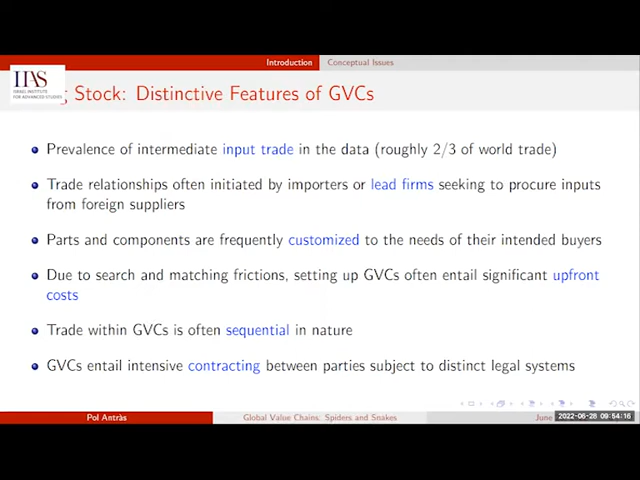 Introduction Conceptual Issues
IIAS
ISRAEL INSTITUTE
FOR ADVANCED STUDIES
g Stock: Distinctive Features of GVCs
Prevalence of intermediate input trade in the data (roughly 2/3 of world trade)
Trade relationships often initiated by importers or lead firms seeking to procure inputs
from foreign suppliers
Parts and components are frequently customized to the needs of their intended buyers
Due to search and matching frictions, setting up GVCs often entail significant upfront
costs
Trade within GVCs is often sequential in nature
GVCs entail intensive contracting between parties subject to distinct legal systems
Pol Antràs Global Value Chains: Spiders and Snakes June 2022-06-28 09:54:16